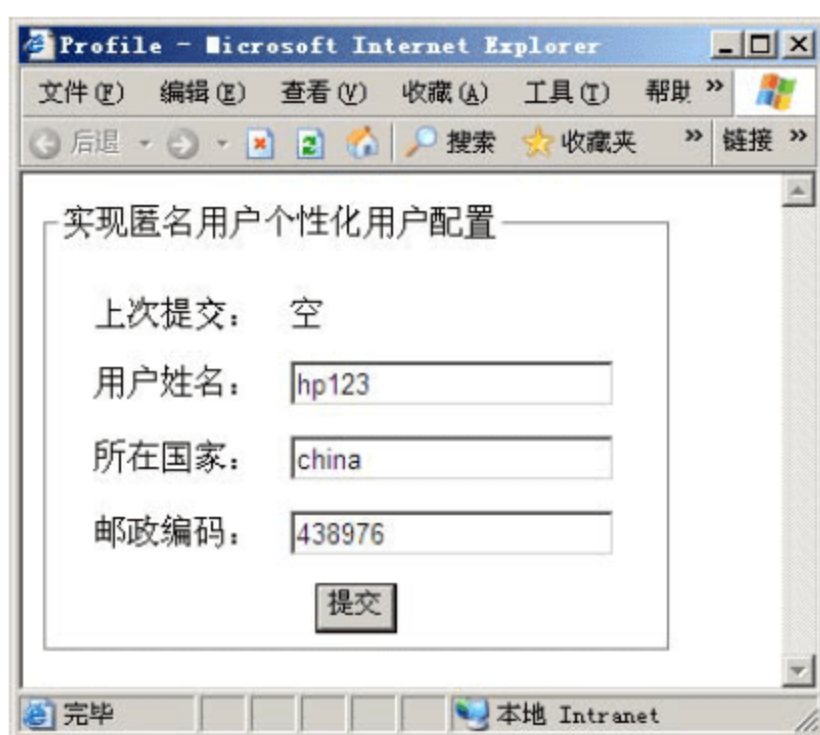 Profile - Microsoft Internet Explorer
文件(F) 编辑(E) 查看(V) 收藏(A) 工具(T) 帮助 »
后退 搜索 收藏夹 » 链接 »
实现匿名用户个性化用户配置
上次提交: 空
用户姓名: hp123
所在国家: china
邮政编码: 438976
提交
完毕 本地 Intranet